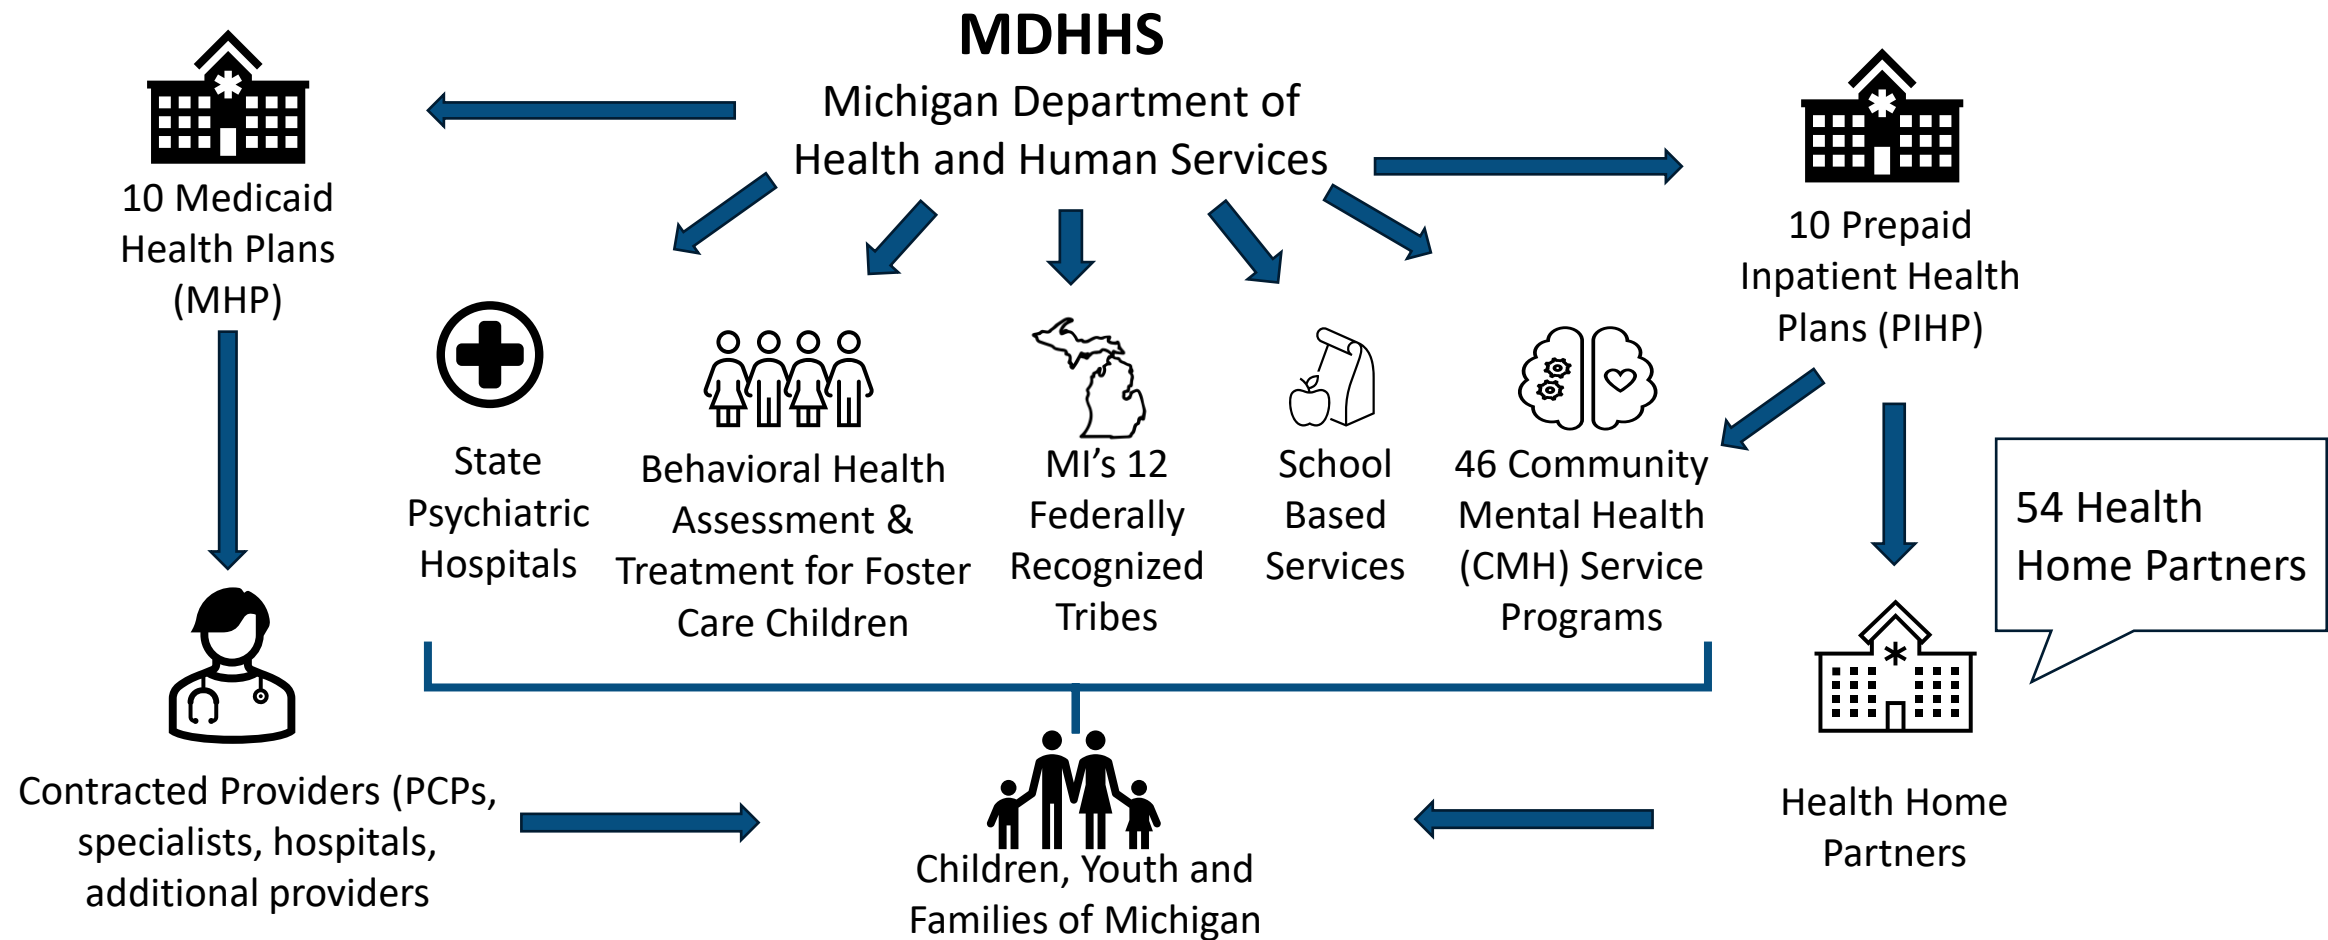 MDHHS
Michigan Department of
Health and Human Services
10 Medicaid
Health Plans
(MHP)
10 Prepaid
Inpatient Health
Plans (PIHP)
State
Psychiatric
Hospitals
Behavioral Health
Assessment &
Treatment for Foster
Care Children
MI’s 12
Federally
Recognized
Tribes
School
Based
Services
46 Community
Mental Health
(CMH) Service
Programs
54 Health
Home Partners
Contracted Providers (PCPs,
specialists, hospitals,
additional providers
Children, Youth and
Families of Michigan
Health Home
Partners